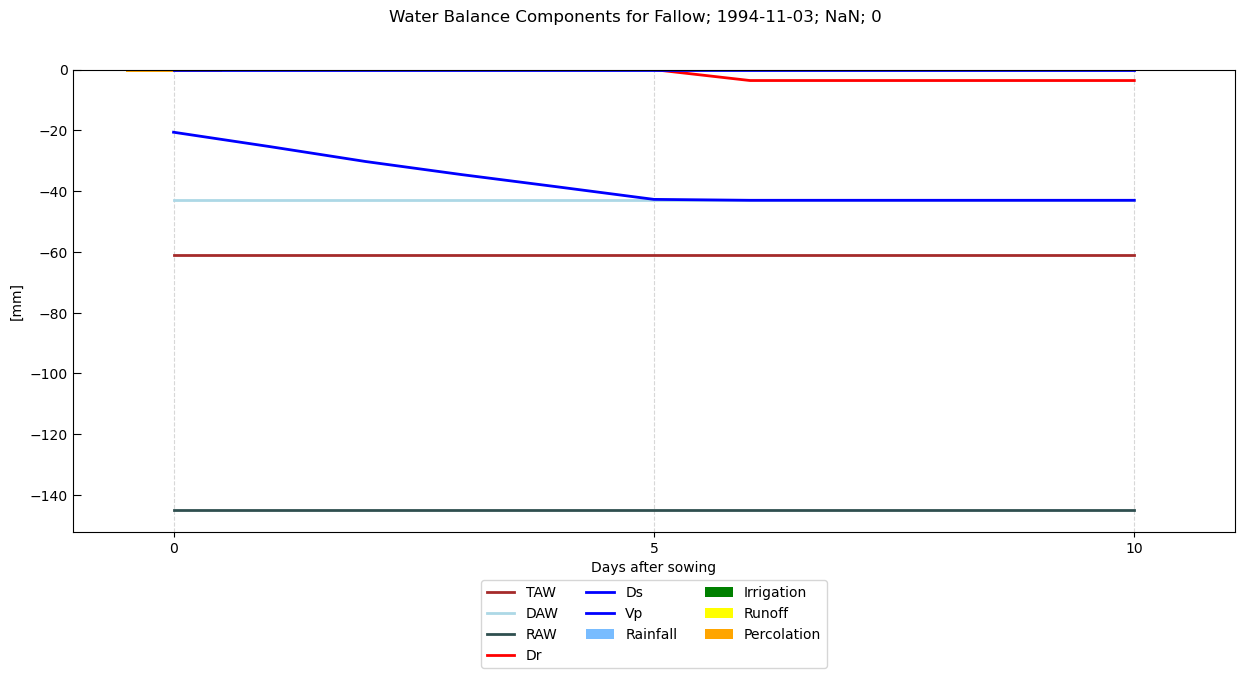 Water Balance Components for Fallow; 1994-11-03; NaN; 0
0
−20
−40
−60
−80
−100
−120
−140
[mm]
0 5 10
Days after sowing
TAW Ds Irrigation
DAW Vp Runoff
RAW Rainfall Percolation
Dr